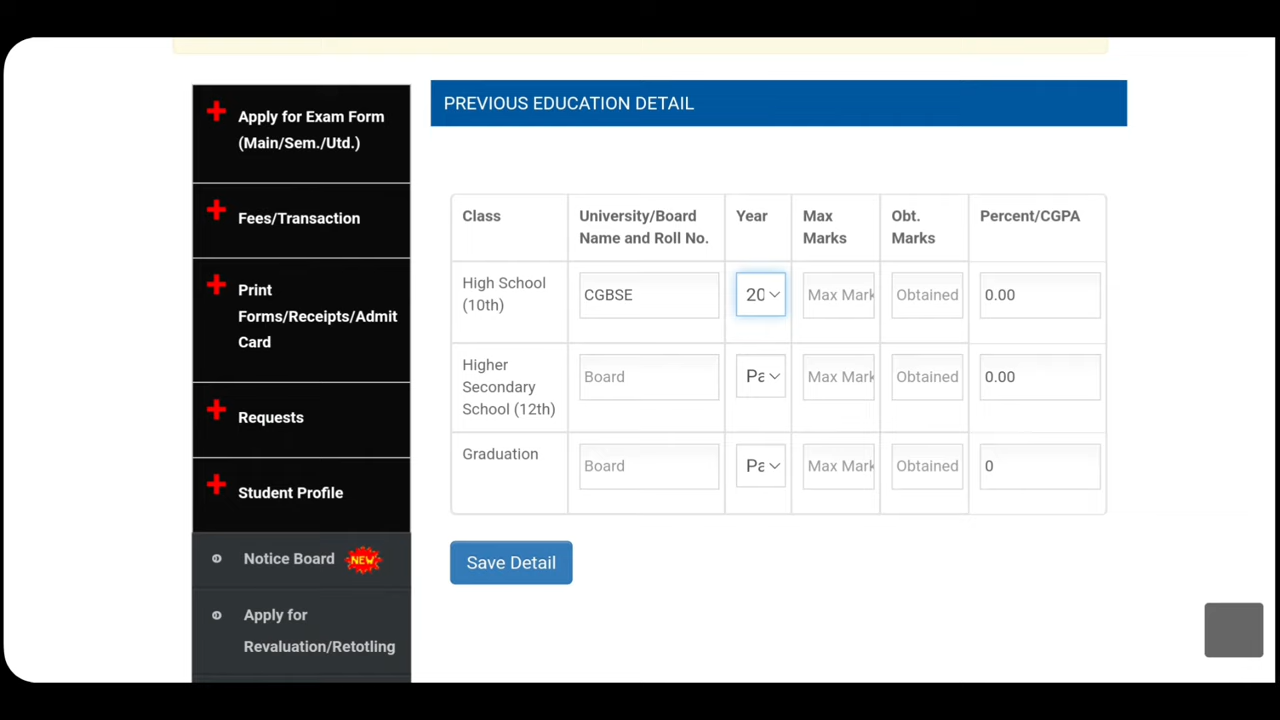 Apply for Exam Form
(Main/Sem./Utd.)
Fees/Transaction
Print
Forms/Receipts/Admit
Card
Requests
Student Profile
Notice Board NEW
Apply for
Revaluation/Retotling
PREVIOUS EDUCATION DETAIL
Class University/Board Name and Roll No. Year Max Marks Obt. Marks Percent/CGPA
High School (10th) CGBSE 20 Max Mark Obtained 0.00
Higher Secondary School (12th) Board Pa Max Mark Obtained 0.00
Graduation Board Pa Max Mark Obtained 0
Save Detail